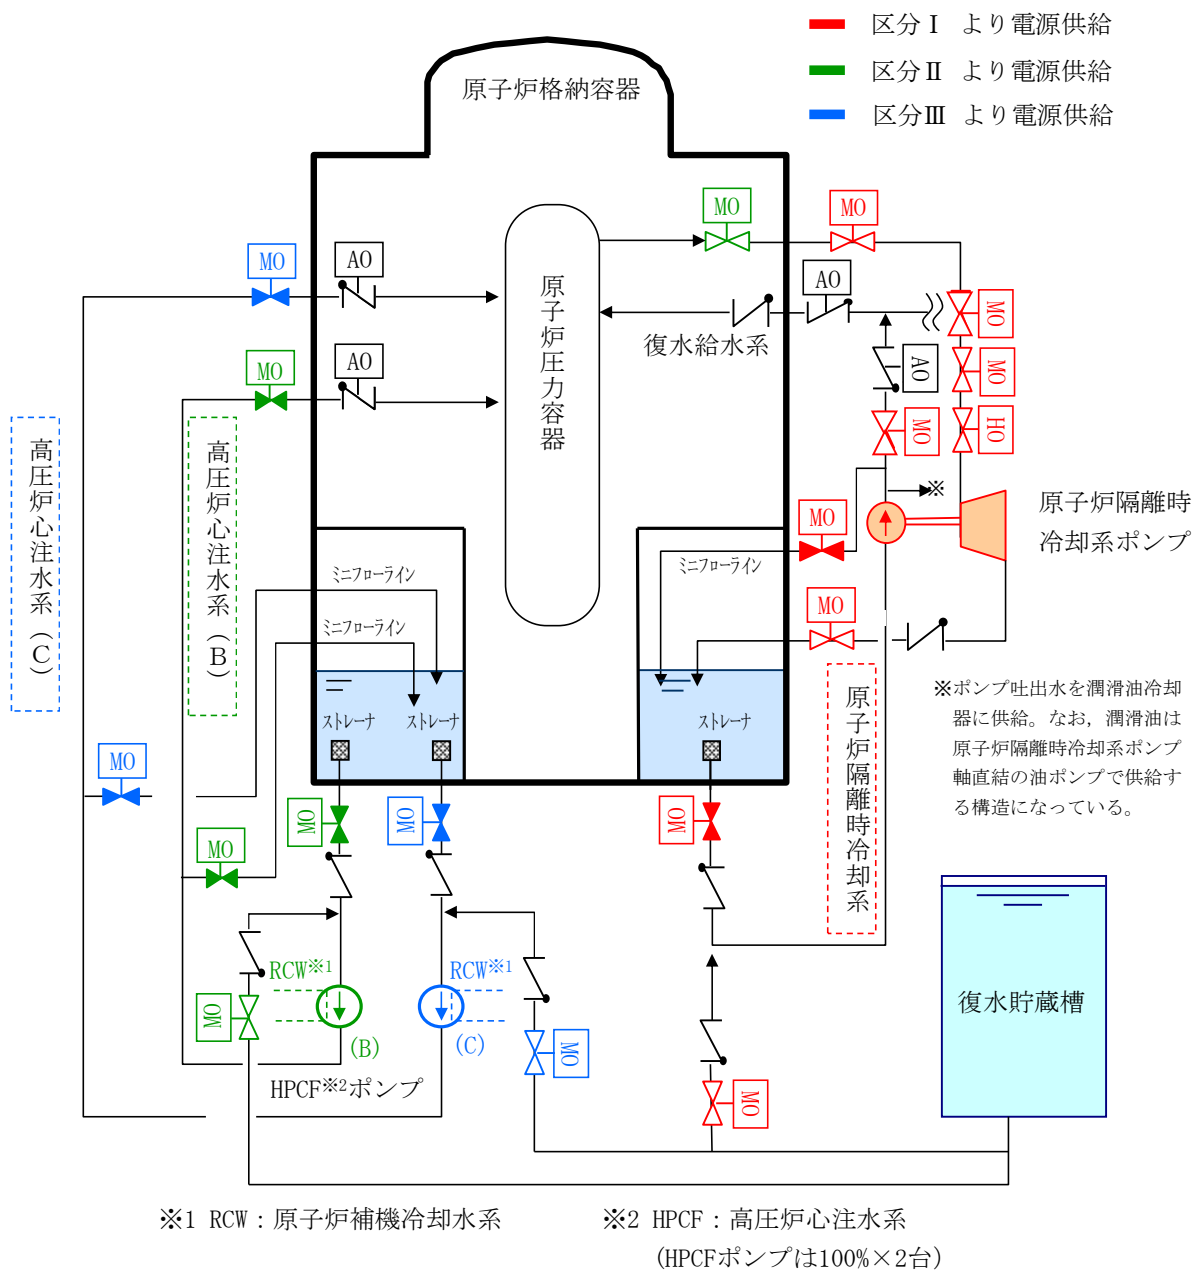 区分Ⅰ より電源供給
区分Ⅱ より電源供給
区分Ⅲ より電源供給
原子炉格納容器
MO
MO
MO
AO
AO
原子炉圧力容器
MO
復水給水系
MO
AO
AO
MO
MO
MO
HO
高圧炉心注水系(C)
高圧炉心注水系(B)
※
原子炉隔離時
冷却系ポンプ
MO
ミニフローライン
ミニフローライン
ミニフローライン
MO
原子炉隔離時冷却系
※ポンプ吐出水を潤滑油冷却
器に供給。なお，潤滑油は
原子炉隔離時冷却系ポンプ
軸直結の油ポンプで供給す
る構造になっている。
ストレーナ
ストレーナ
ストレーナ
MO
MO
MO
MO
MO
RCW※1
RCW※1
MO
(B)
(C)
MO
MO
復水貯蔵槽
HPCF※2ポンプ
※1 RCW：原子炉補機冷却水系
※2 HPCF：高圧炉心注水系
(HPCFポンプは100%×2台)